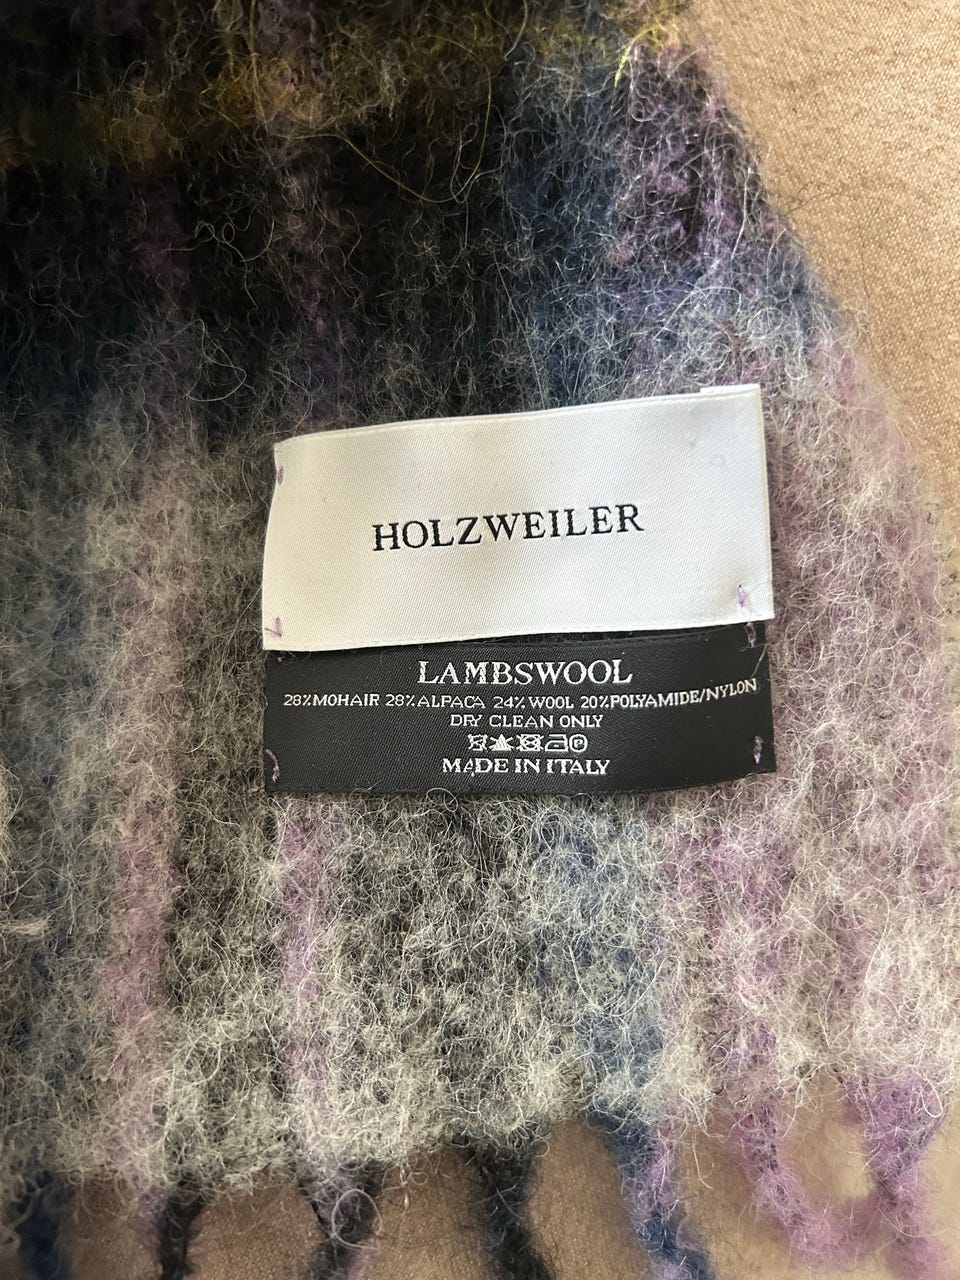 HOLZWEILER
LAMBSWOOL
28%MOHAIR 28%ALPACA 24%WOOL 20%POLYAMIDE/NYLON
DRY CLEAN ONLY
MADE IN ITALY